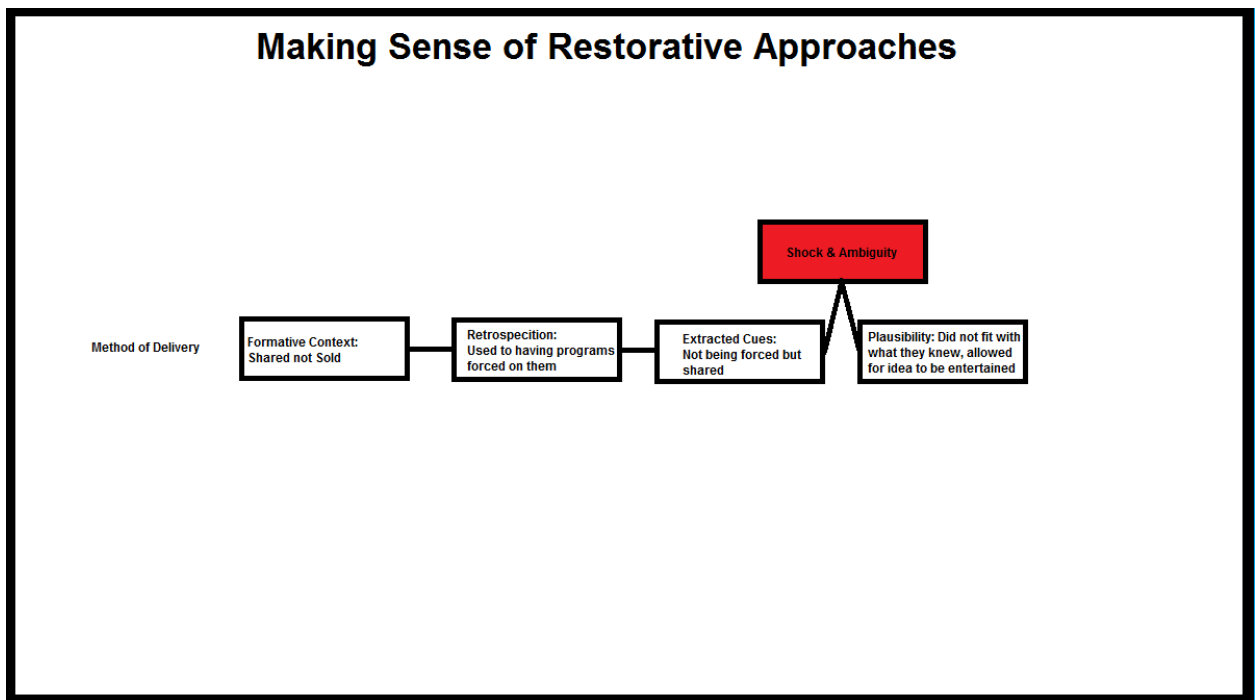 Making Sense of Restorative Approaches
Shock & Ambiguity
Method of Delivery
Formative Context:
Shared not Sold
Retrospecition:
Used to having programs
forced on them
Extracted Cues:
Not being forced but
shared
Plausibility: Did not fit with
what they knew, allowed
for idea to be entertained